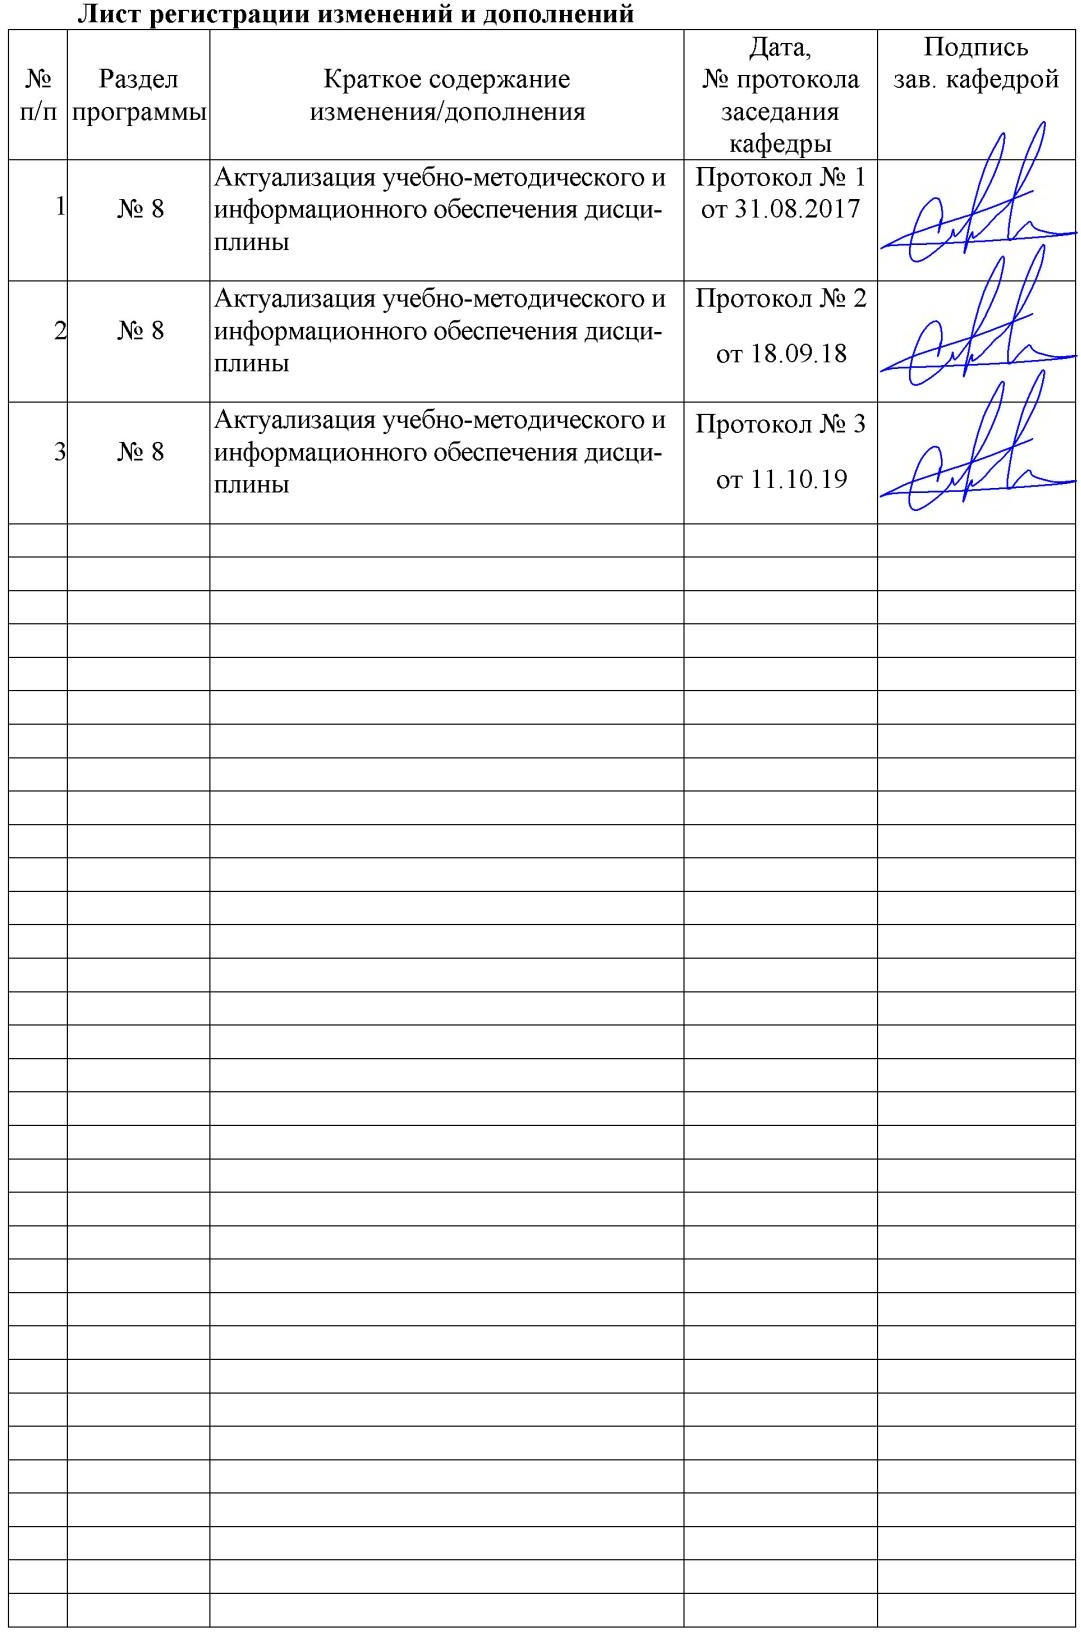 Лист регистрации изменений и дополнений
№
п/п
Раздел
программы
Краткое содержание
изменения/дополнения
Дата,
№ протокола
заседания
кафедры
Подпись
зав. кафедрой
1
№ 8
Актуализация учебно-методического и
информационного обеспечения дисци-
плины
Протокол № 1
от 31.08.2017
2
№ 8
Актуализация учебно-методического и
информационного обеспечения дисци-
плины
Протокол № 2
от 18.09.18
3
№ 8
Актуализация учебно-методического и
информационного обеспечения дисци-
плины
Протокол № 3
от 11.10.19